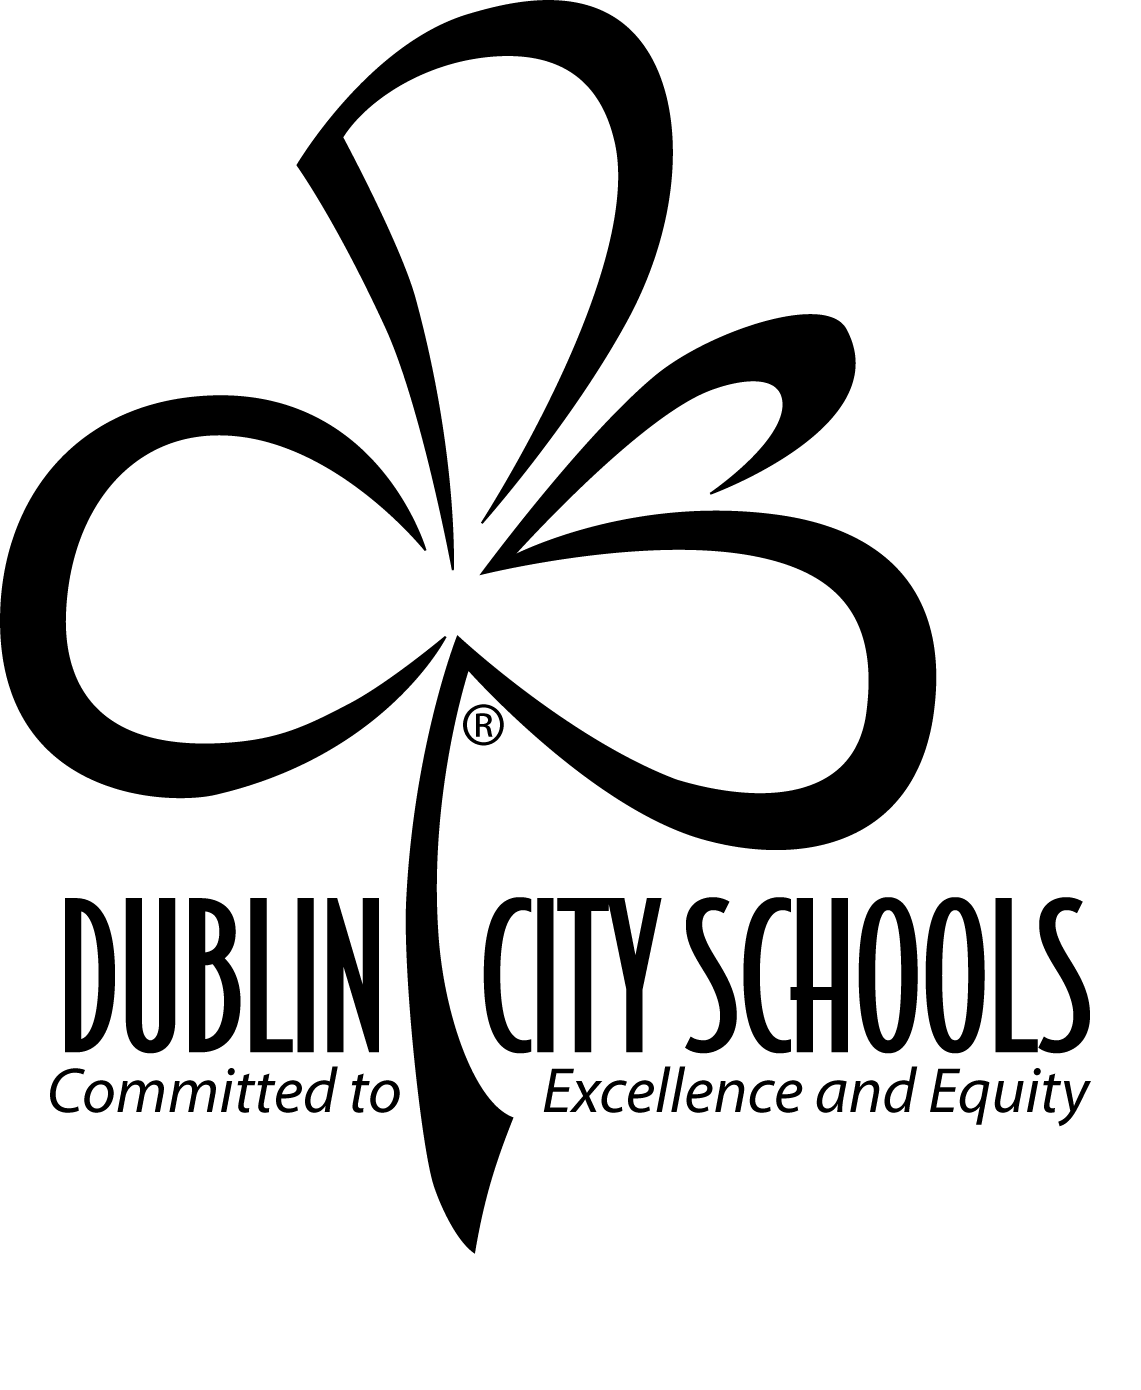 ®
DUBLIN CITY SCHOOLS
Committed to Excellence and Equity